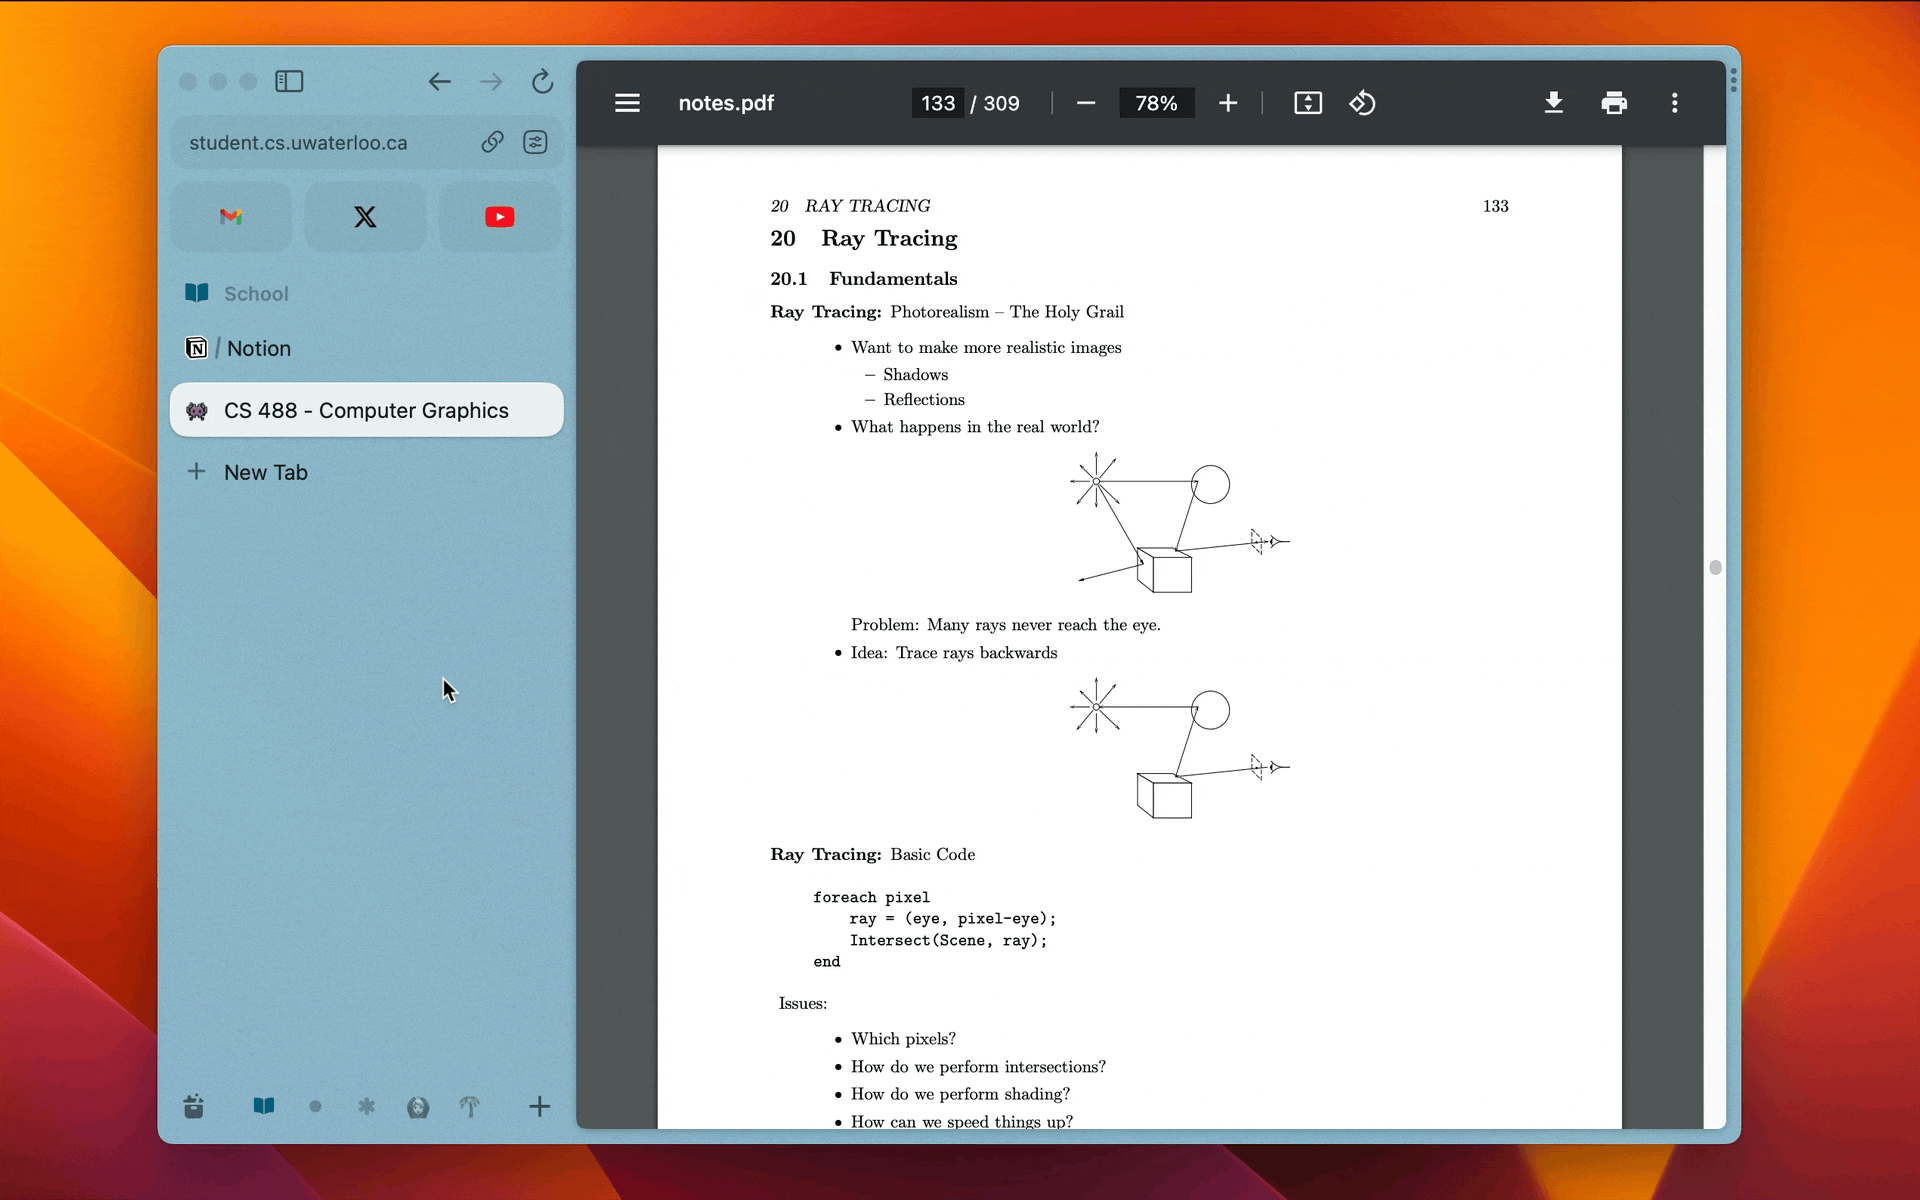 student.cs.uwaterloo.ca
School
N / Notion
CS 488 - Computer Graphics
+ New Tab
notes.pdf
133 / 309
78%
20 RAY TRACING 133
20 Ray Tracing
20.1 Fundamentals
Ray Tracing: Photorealism – The Holy Grail
• Want to make more realistic images
– Shadows
– Reflections
• What happens in the real world?
Problem: Many rays never reach the eye.
• Idea: Trace rays backwards
Ray Tracing: Basic Code
foreach pixel
ray = (eye, pixel-eye);
Intersect(Scene, ray);
end
Issues:
• Which pixels?
• How do we perform intersections?
• How do we perform shading?
• How can we speed things up?